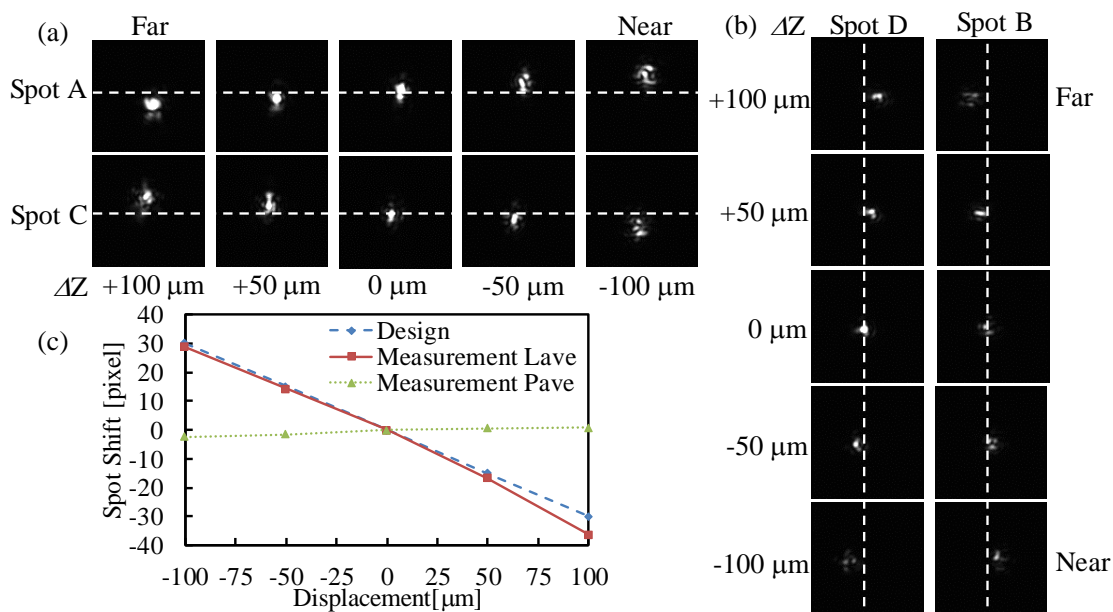 (a)
Far
Near
Spot A
Spot C
ΔZ +100 μm +50 μm 0 μm -50 μm -100 μm
(b)
ΔZ Spot D Spot B
+100 μm
Far
+50 μm
0 μm
-50 μm
-100 μm
Near
(c)
Design
Measurement Lave
Measurement Pave
Spot Shift [pixel]
40
30
20
10
0
-10
-20
-30
-40
-100 -75 -50 -25 0 25 50 75 100
Displacement[μm]